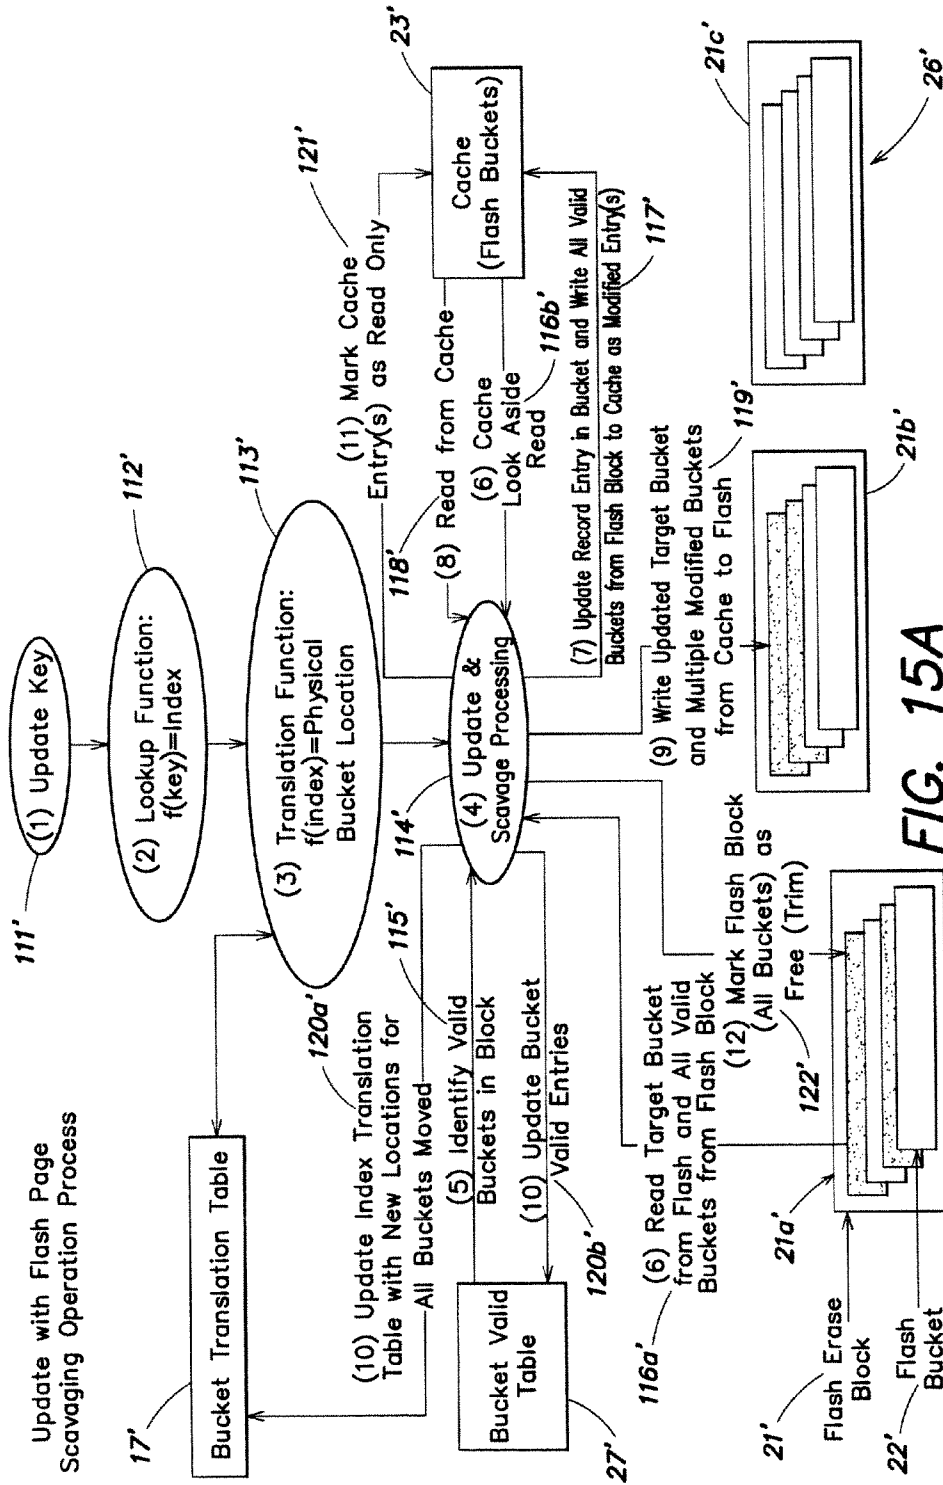 Update with Flash Page
Scavaging Operation Process
111'
(1) Update Key
112'
(2) Lookup Function:
f(key)=Index
113'
(3) Translation Function:
f(index)=Physical
Bucket Location
17'
Bucket Translation Table
120a'
(10) Update Index Translation
Table with New Locations for
All Buckets Moved
115'
(5) Identify Valid
Buckets in Block
(10) Update Bucket
Valid Entries
120b'
Bucket Valid
Table
27'
114'
(4) Update &
Scavage Processing
118'
121'
(11) Mark Cache
Entry(s) as Read Only
(8) Read from Cache
(6) Cache
Look Aside
Read
116b'
23'
Cache
(Flash Buckets)
(7) Update Record Entry in Bucket and Write All Valid
Buckets from Flash Block to Cache as Modified Entry(s)
117'
116a'
(6) Read Target Bucket
from Flash and All Valid
Buckets from Flash Block
(12) Mark Flash Block
(All Buckets) as
Free (Trim)
122'
(9) Write Updated Target Bucket
and Multiple Modified Buckets
from Cache to Flash
119'
21'
Flash Erase
Block
21a'
22'
Flash
Bucket
21b'
21c'
26'
FIG. 15A